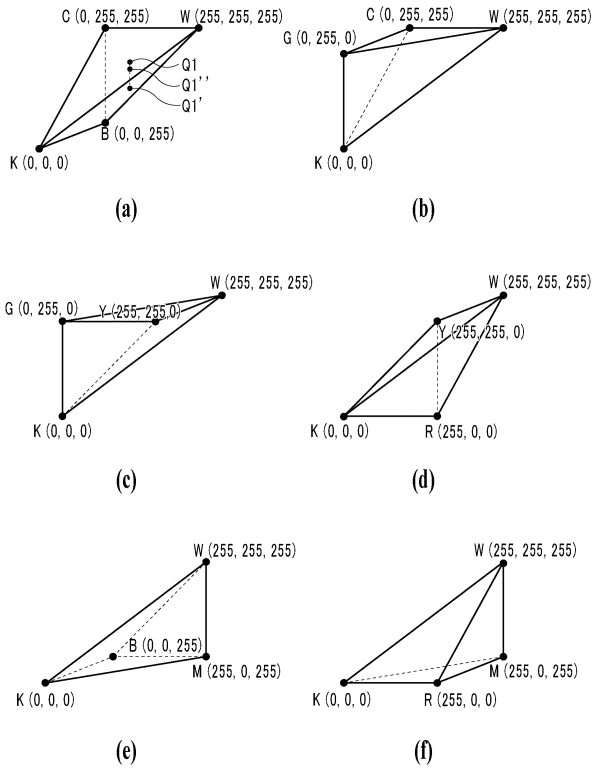 C (0, 255, 255)
W (255, 255, 255)
Q1
Q1''
Q1'
B (0, 0, 255)
K (0, 0, 0)
(a)
C (0, 255, 255)
W (255, 255, 255)
G (0, 255, 0)
K (0, 0, 0)
(b)
W (255, 255, 255)
G (0, 255, 0)
Y (255, 255, 0)
K (0, 0, 0)
(c)
W (255, 255, 255)
Y (255, 255, 0)
K (0, 0, 0)
R (255, 0, 0)
(d)
W (255, 255, 255)
B (0, 0, 255)
M (255, 0, 255)
K (0, 0, 0)
(e)
W (255, 255, 255)
M (255, 0, 255)
K (0, 0, 0)
R (255, 0, 0)
(f)